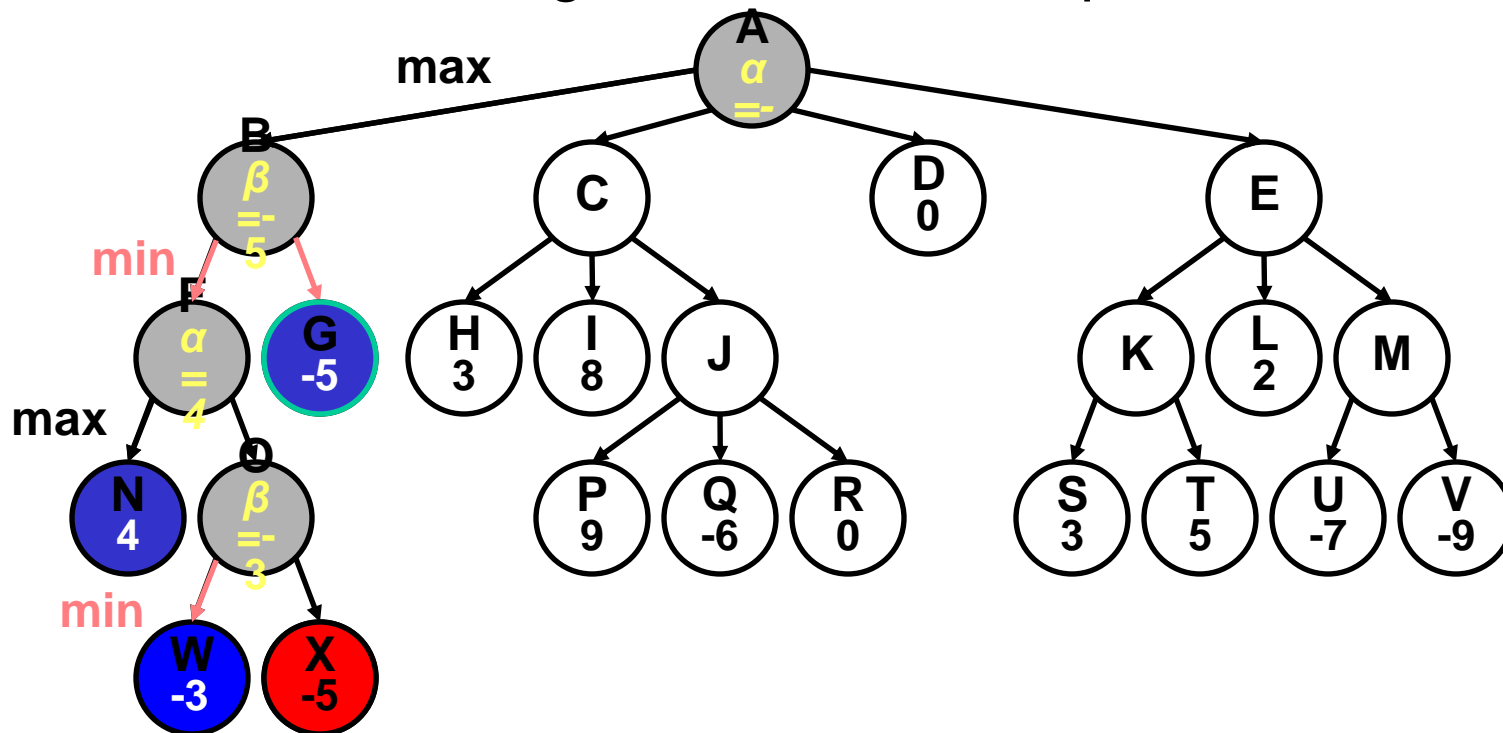 A
α
=-
max
B
β
=-
5
C
D
0
E
min
F
α
=
4
G
-5
H
3
I
8
J
K
L
2
M
max
N
4
O
β
=-
3
P
9
Q
-6
R
0
S
3
T
5
U
-7
V
-9
min
W
-3
X
-5